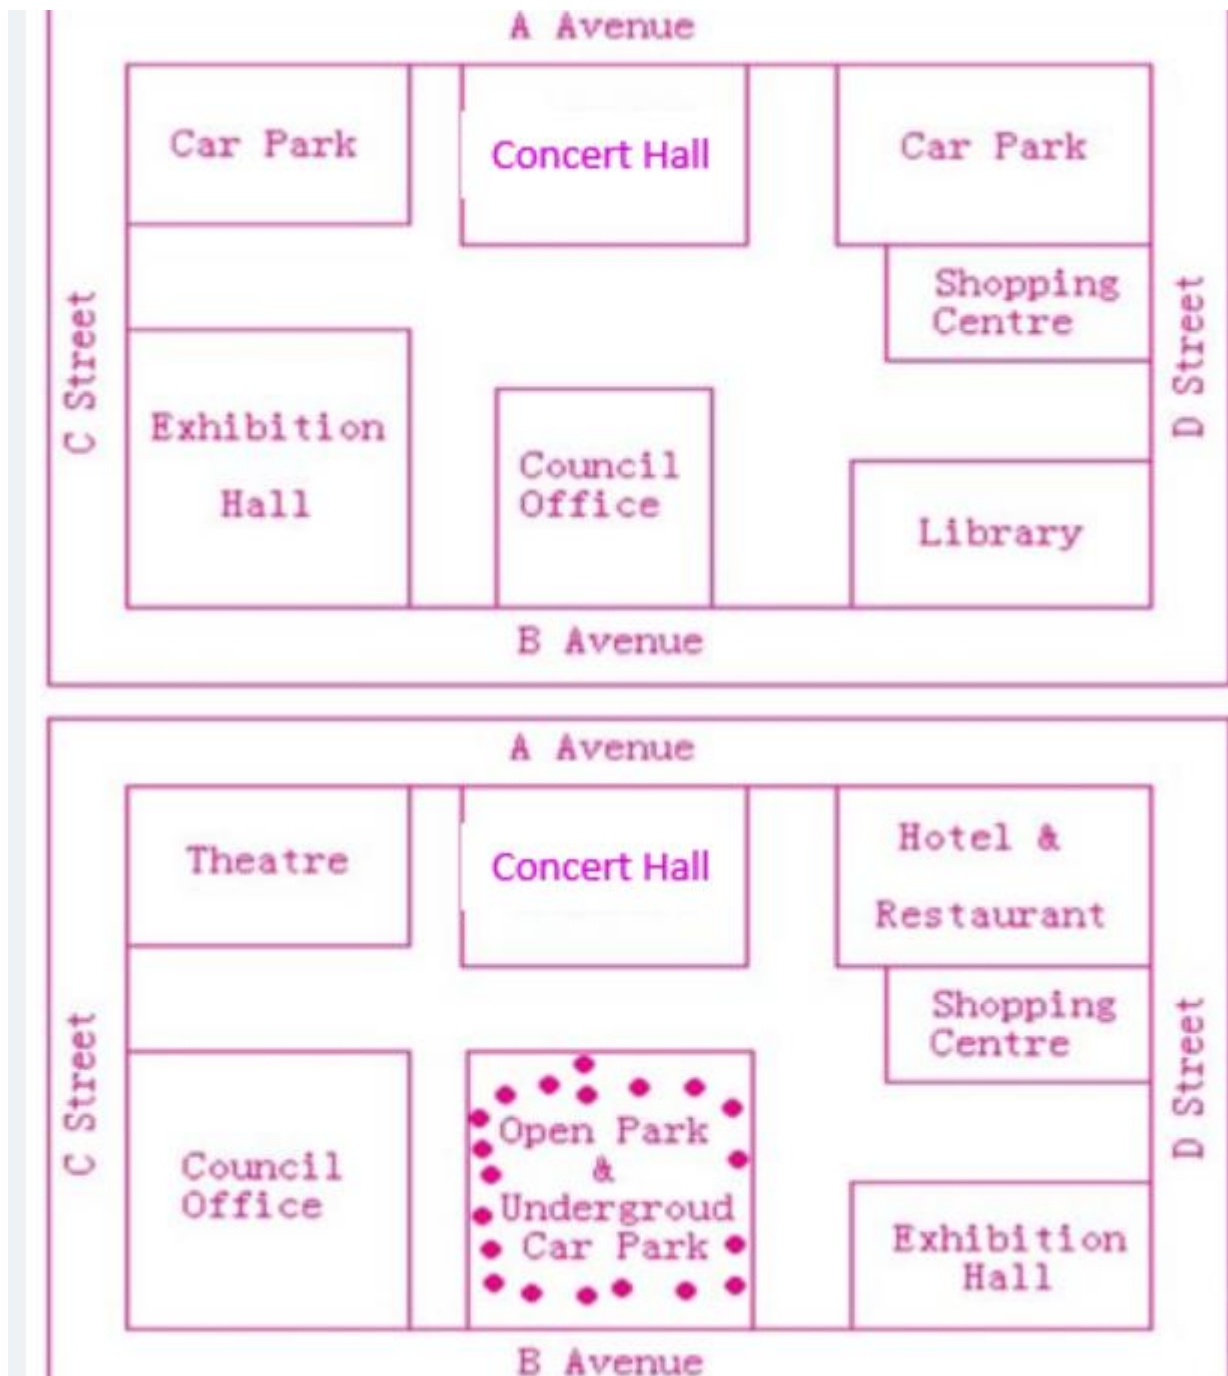 A Avenue
Car Park
Concert Hall
Car Park
Shopping
Centre
C Street
D Street
Exhibition
Hall
Council
Office
Library
B Avenue
A Avenue
Theatre
Concert Hall
Hotel &
Restaurant
Shopping
Centre
C Street
D Street
Council
Office
Open Park
&
Undergroud
Car Park
Exhibition
Hall
B Avenue